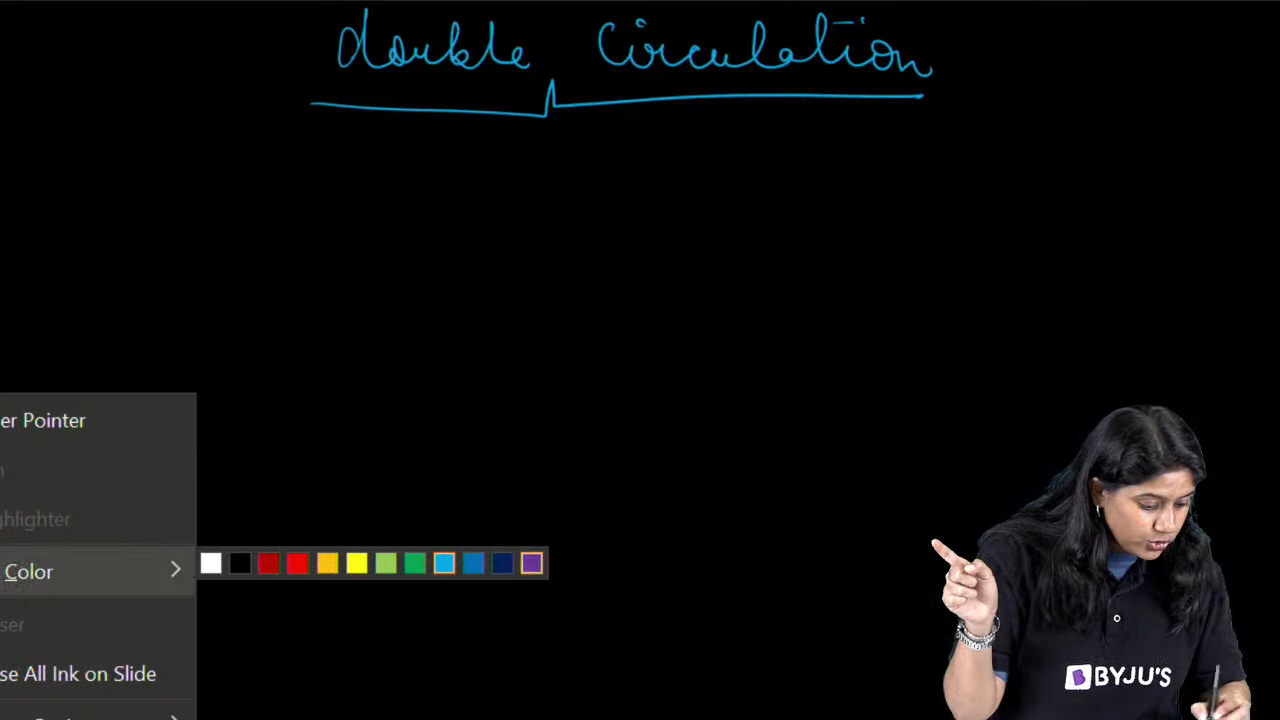 double Circulation
er Pointer
ghlighter
Color
ser
se All Ink on Slide
BYJU'S